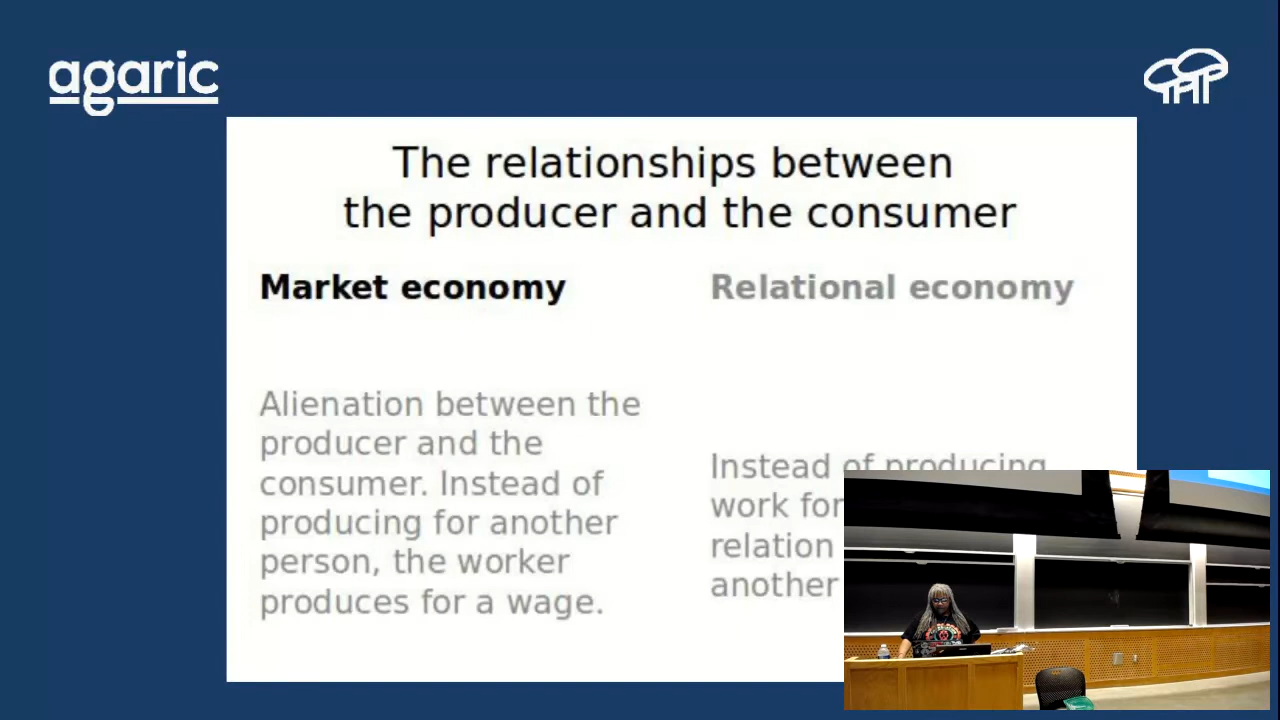 agaric
The relationships between
the producer and the consumer
Market economy
Alienation between the
producer and the
consumer. Instead of
producing for another
person, the worker
produces for a wage.
Relational economy
Instead of producing
work for
relation
another